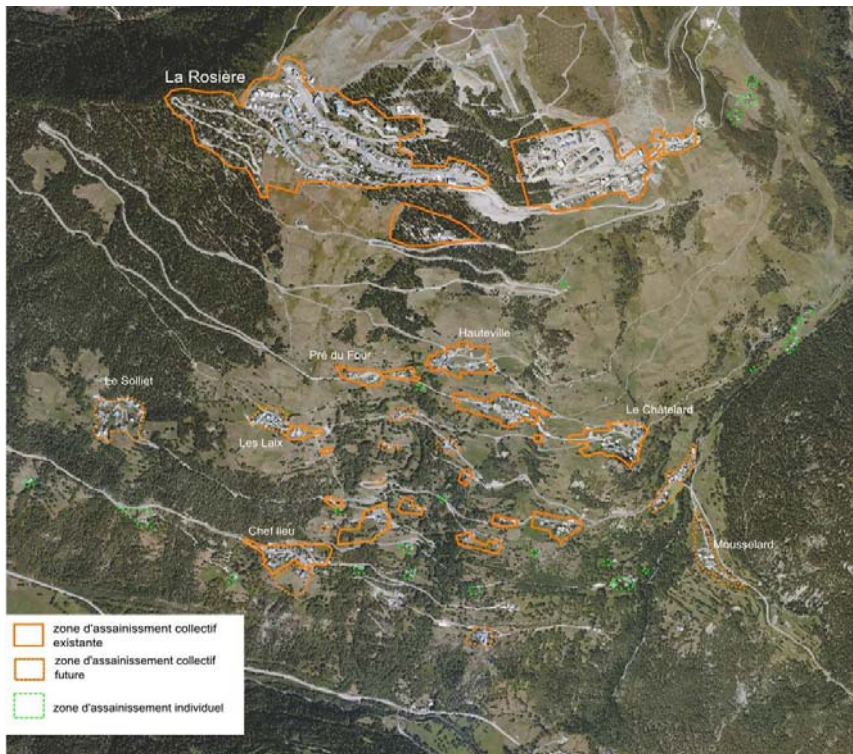 La Rosière
Hauteville
Pré du Four
Le Solliet
Le Châtelard
Les Laix
Chef lieu
Mousselard
zone d'assainissment collectif
existante
zone d'assainissement collectif
future
zone d'assainissement individuel